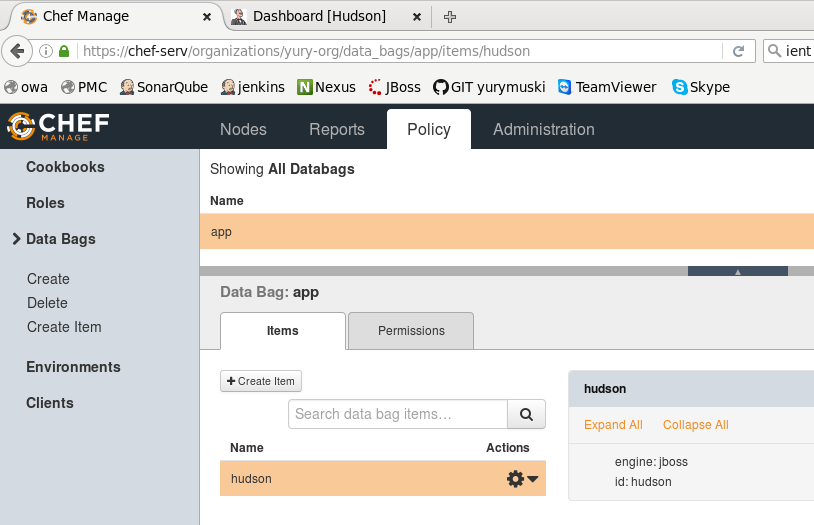 Chef Manage × Dashboard [Hudson] ×
https://chef-serv/organizations/yury-org/data_bags/app/items/hudson ient
owa PMC SonarQube jenkins Nexus JBoss GIT yurymuski TeamViewer Skype
CHEF MANAGE Nodes Reports Policy Administration
Cookbooks
Roles
Data Bags
Create
Delete
Create Item
Environments
Clients
Showing All Databags
Name
app
Data Bag: app
Items Permissions
Create Item
Search data bag items...
Name Actions
hudson
hudson
Expand All Collapse All
engine: jboss
id: hudson